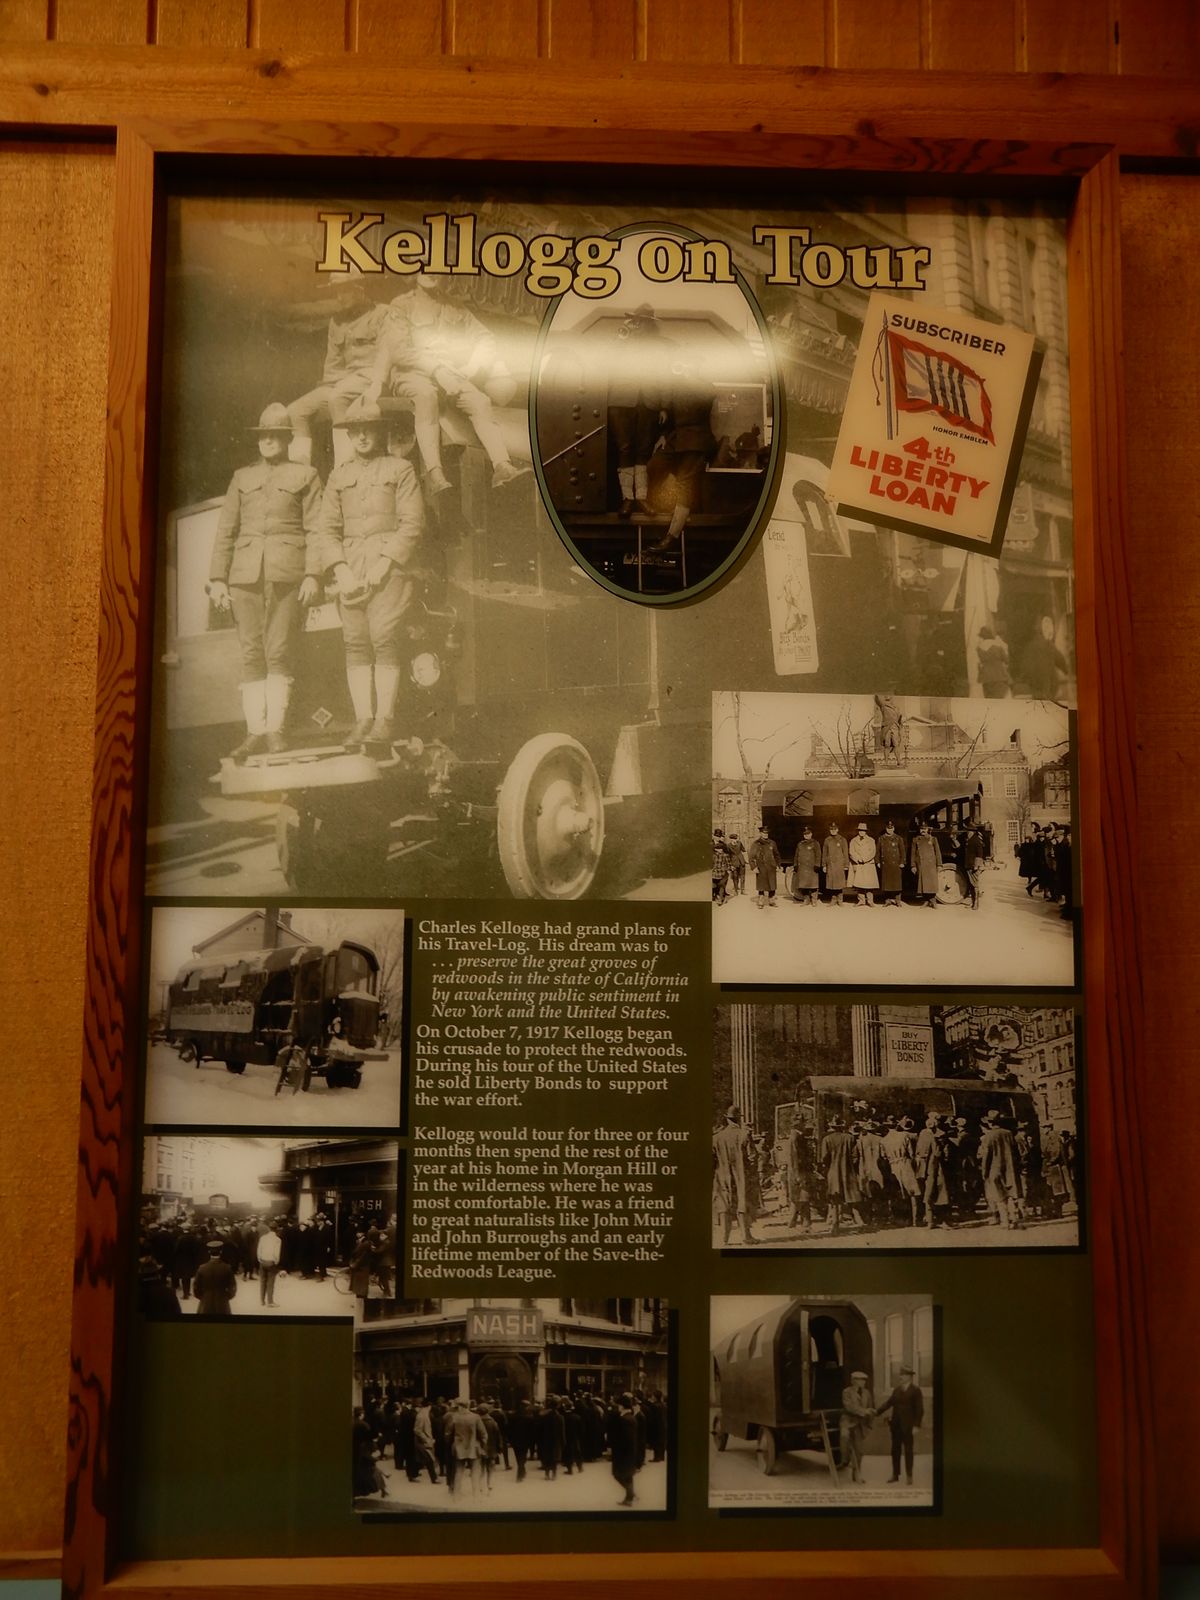 Kellogg on Tour
SUBSCRIBER
HONOR EMBLEM
4th
LIBERTY
LOAN
Lend
Charles Kellogg had grand plans for
his Travel-Log. His dream was to
. . . preserve the great groves of
redwoods in the state of California
by awakening public sentiment in
New York and the United States.
On October 7, 1917 Kellogg began
his crusade to protect the redwoods.
During his tour of the United States
he sold Liberty Bonds to support
the war effort.
Kellogg would tour for three or four
months then spend the rest of the
year at his home in Morgan Hill or
in the wilderness where he was
most comfortable. He was a friend
to great naturalists like John Muir
and John Burroughs and an early
lifetime member of the Save-the-
Redwoods League.
BUY
LIBERTY
BONDS
NASH
NASH
NASH
NASH